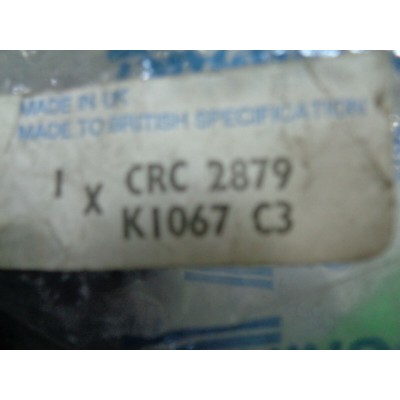 MADE IN UK
MADE TO BRITISH SPECIFICATION
1 X CRC 2879
K1067 C3